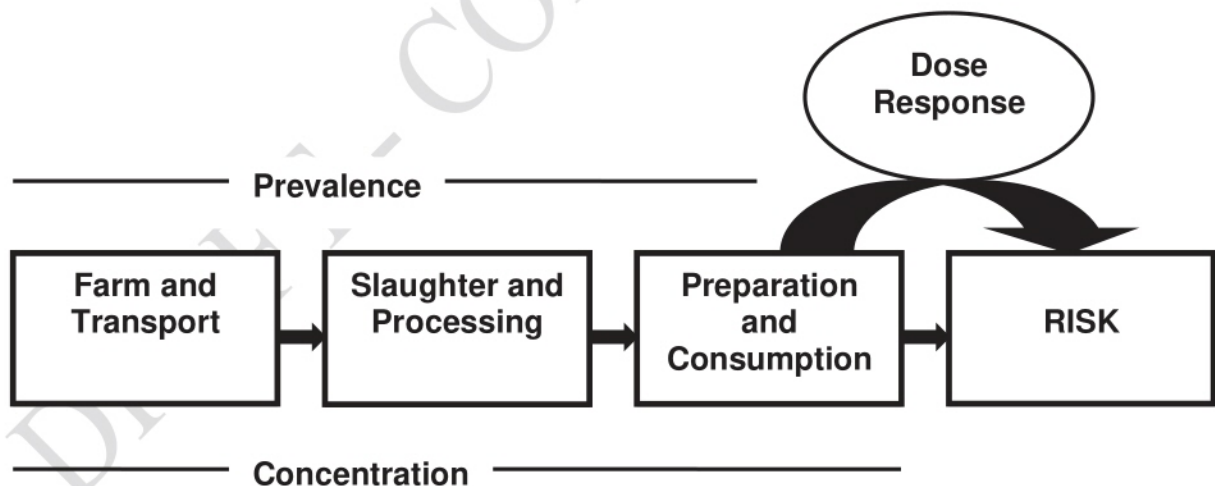 Dose
Response
Prevalence
Farm and
Transport
Slaughter and
Processing
Preparation
and
Consumption
RISK
Concentration